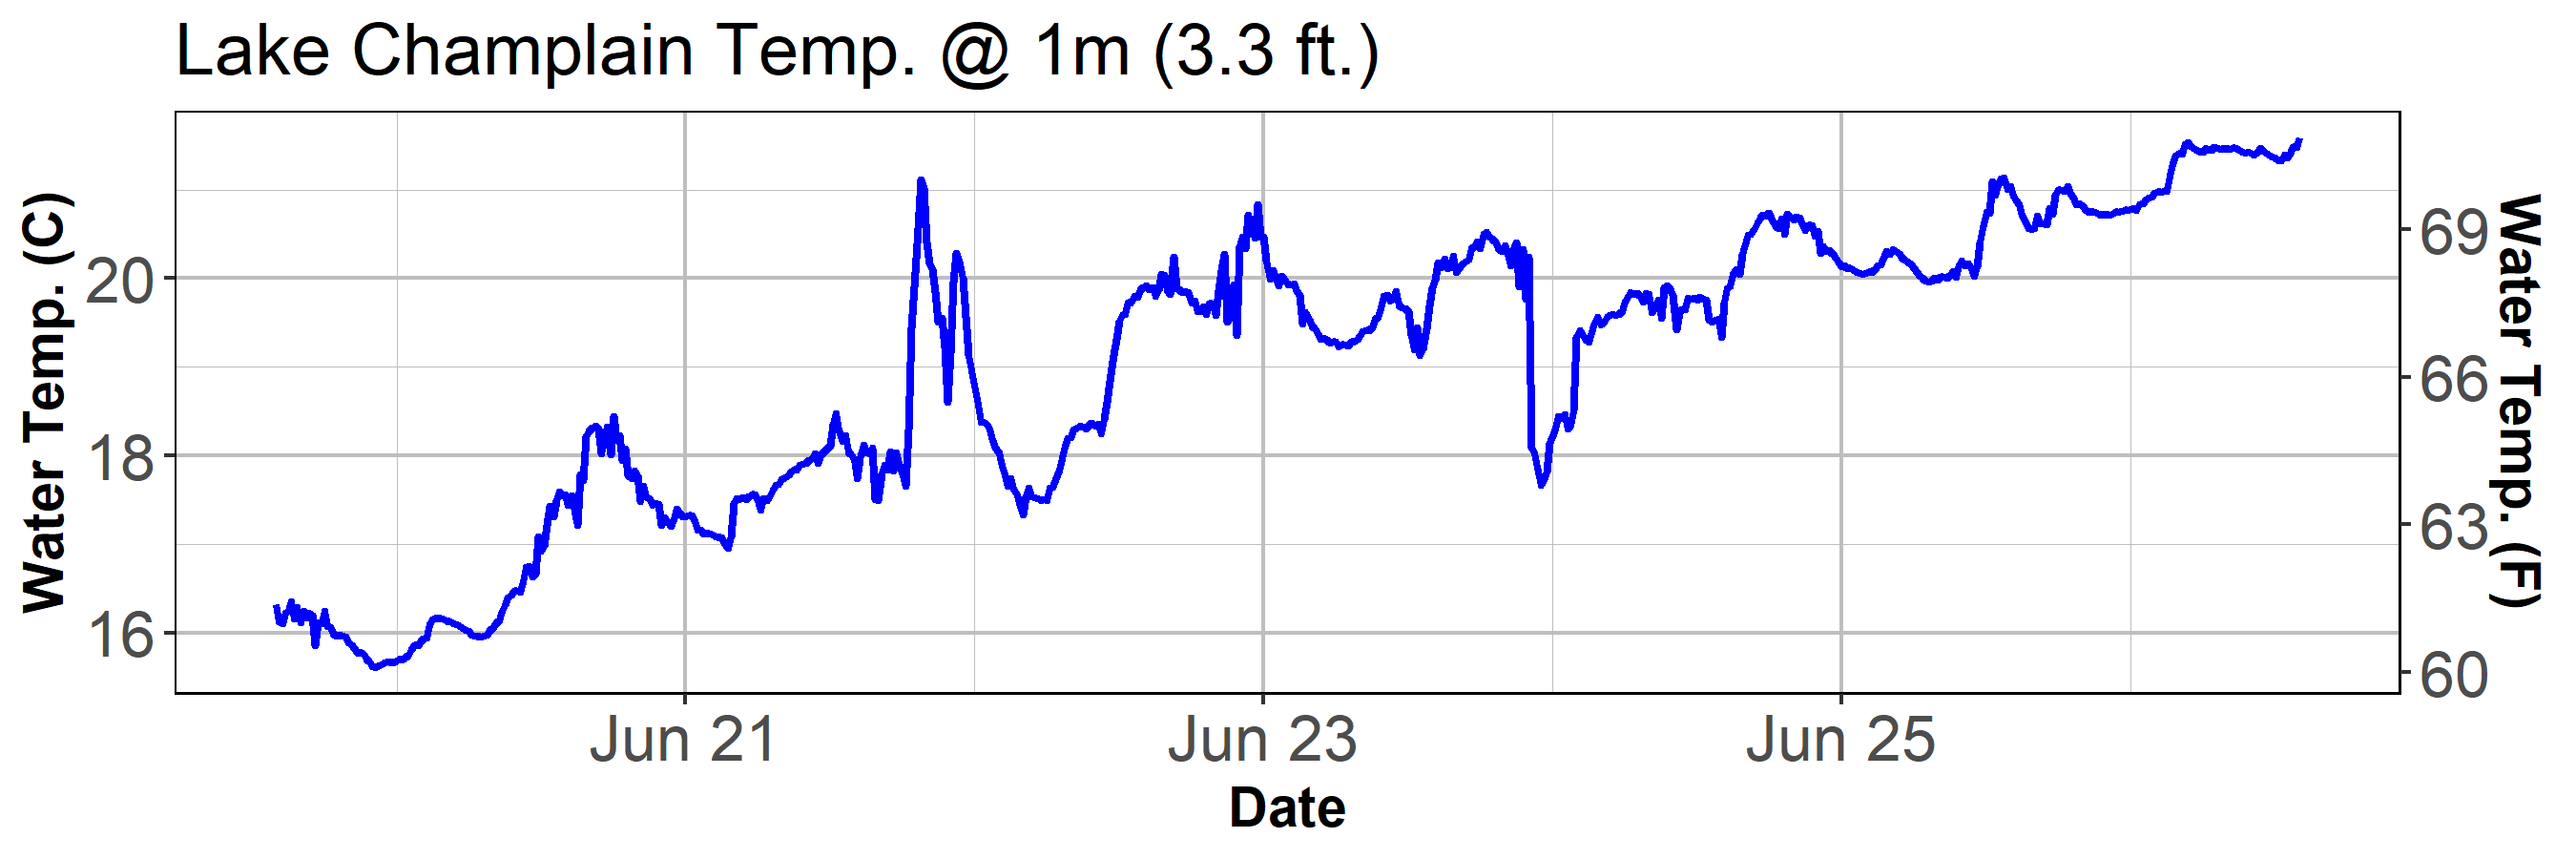 Lake Champlain Temp. @ 1m (3.3 ft.)
Water Temp. (C)
20
18
16
69
66
63
60
Water Temp. (F)
Jun 21 Jun 23 Jun 25
Date